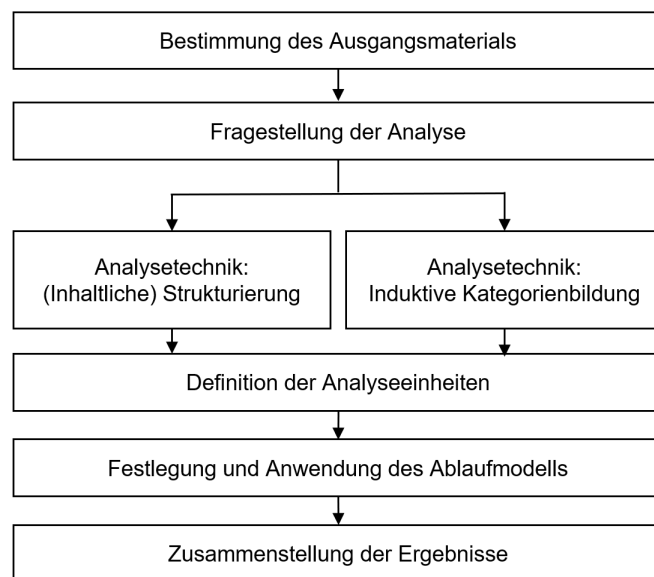 Bestimmung des Ausgangsmaterials
Fragestellung der Analyse
Analysetechnik:
(Inhaltliche) Strukturierung
Analysetechnik:
Induktive Kategorienbildung
Definition der Analyseeinheiten
Festlegung und Anwendung des Ablaufmodells
Zusammenstellung der Ergebnisse